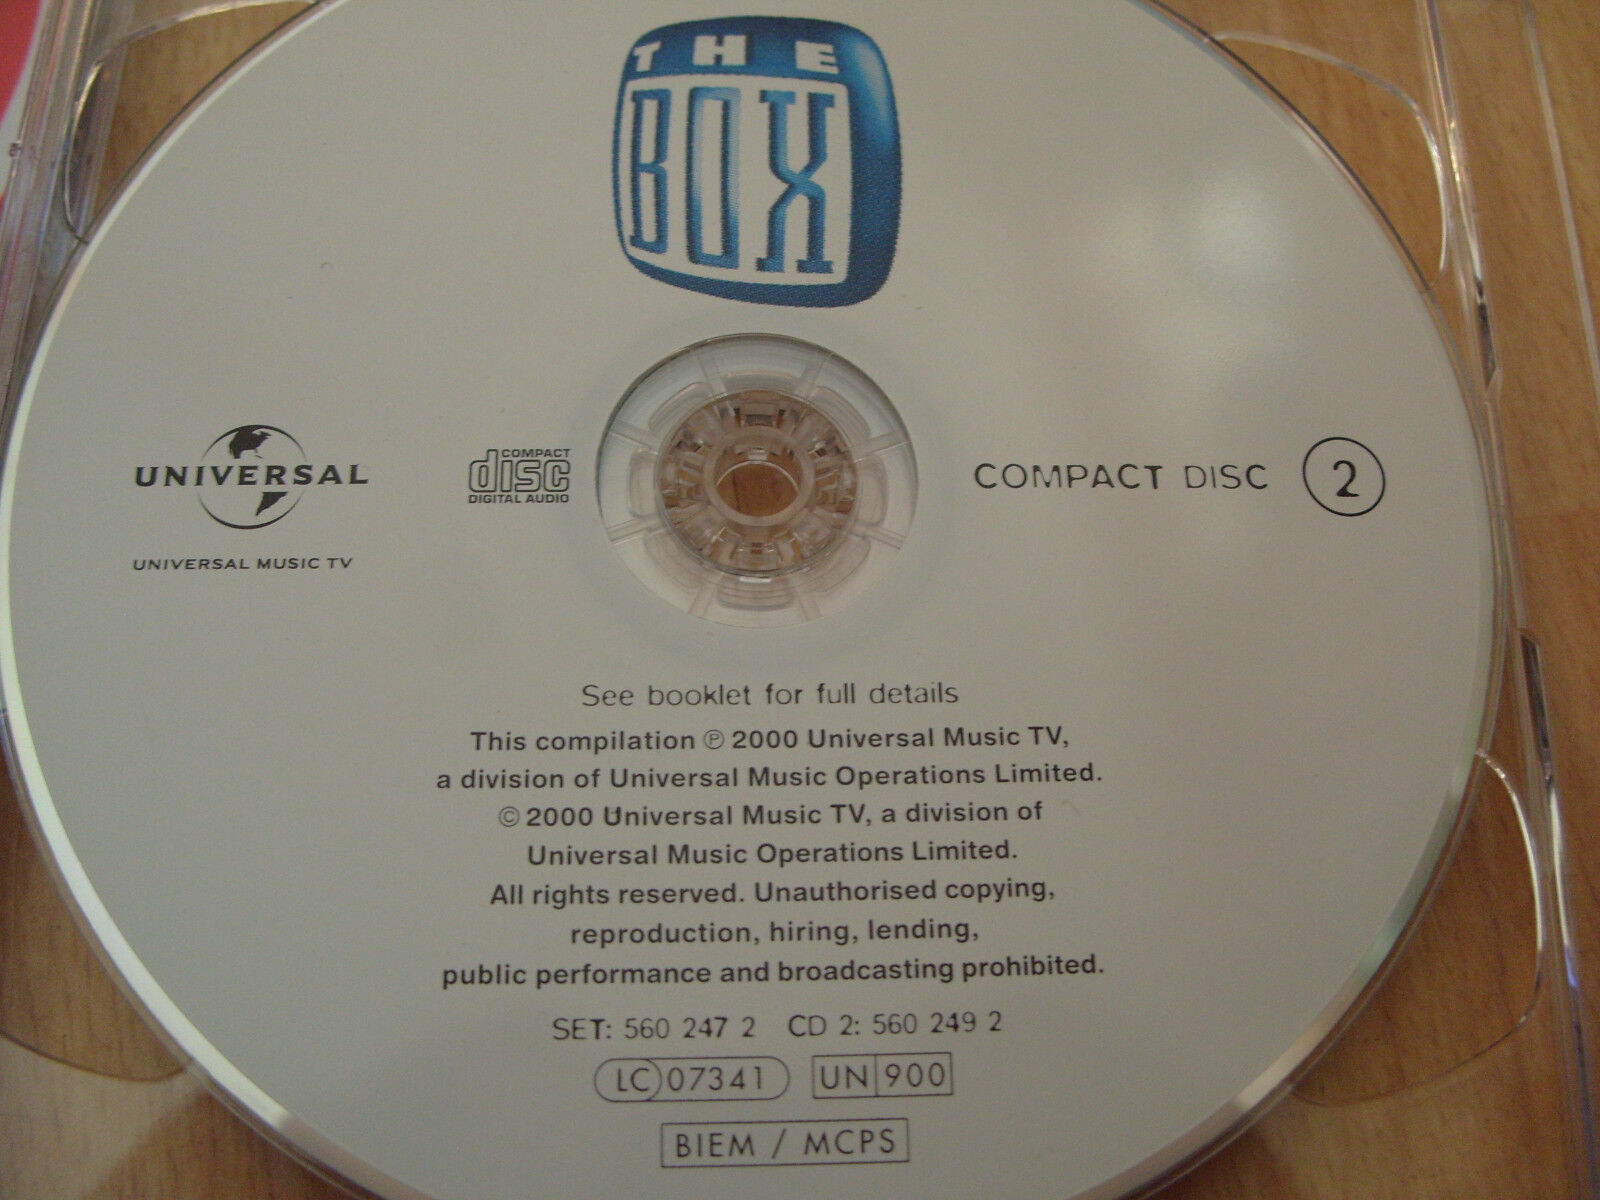 THE
BOX
UNIVERSAL
UNIVERSAL MUSIC TV
COMPACT
disc
DIGITAL AUDIO
COMPACT DISC 2
See booklet for full details
This compilation ℗ 2000 Universal Music TV,
a division of Universal Music Operations Limited.
© 2000 Universal Music TV, a division of
Universal Music Operations Limited.
All rights reserved. Unauthorised copying,
reproduction, hiring, lending,
public performance and broadcasting prohibited.
SET: 560 247 2 CD 2: 560 249 2
LC 07341 UN 900
BIEM / MCPS